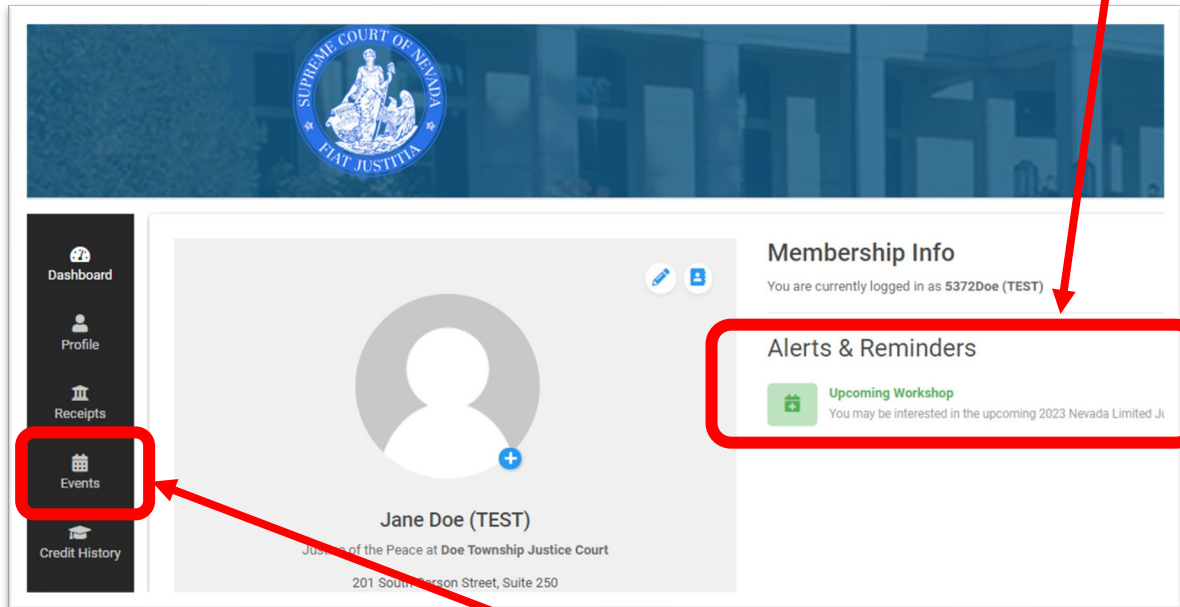 SUPREME COURT OF NEVADA
FIAT JUSTITIA
Dashboard
Profile
Receipts
Events
Credit History
Jane Doe (TEST)
of the Peace at Doe Township Justice Court
201 South Carson Street, Suite 250
Membership Info
You are currently logged in as 5372Doe (TEST)
Alerts & Reminders
Upcoming Workshop
You may be interested in the upcoming 2023 Nevada Limited